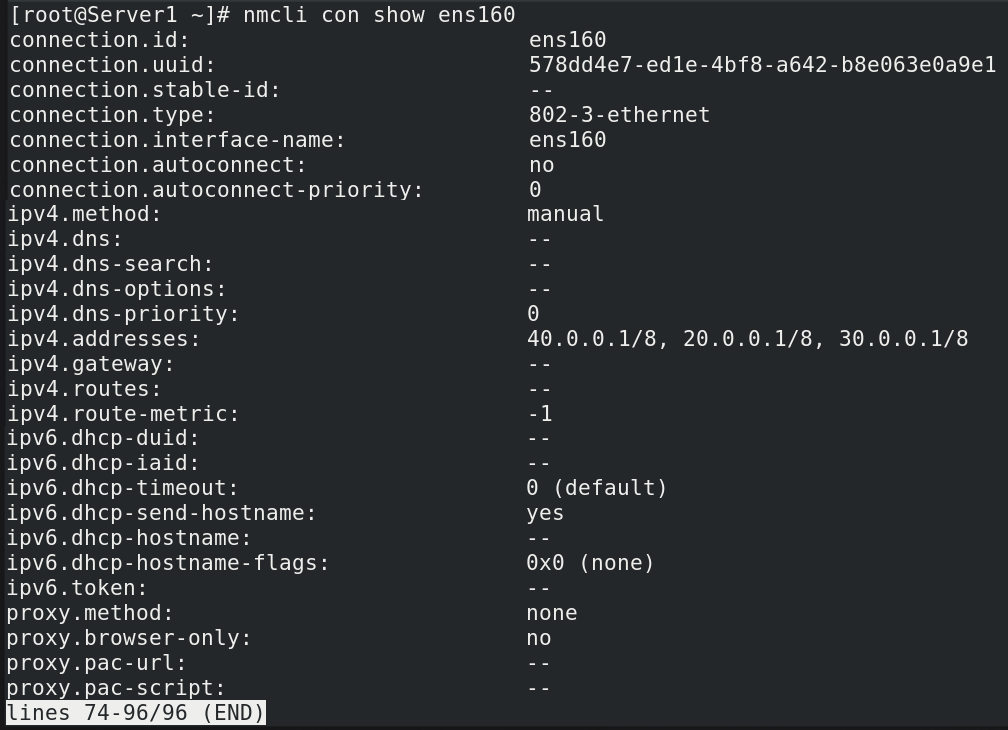 [root@Server1 ~]# nmcli con show ens160
connection.id: ens160
connection.uuid: 578dd4e7-ed1e-4bf8-a642-b8e063e0a9e1
connection.stable-id: --
connection.type: 802-3-ethernet
connection.interface-name: ens160
connection.autoconnect: no
connection.autoconnect-priority: 0
ipv4.method: manual
ipv4.dns: --
ipv4.dns-search: --
ipv4.dns-options: --
ipv4.dns-priority: 0
ipv4.addresses: 40.0.0.1/8, 20.0.0.1/8, 30.0.0.1/8
ipv4.gateway: --
ipv4.routes: --
ipv4.route-metric: -1
ipv6.dhcp-duid: --
ipv6.dhcp-iaid: --
ipv6.dhcp-timeout: 0 (default)
ipv6.dhcp-send-hostname: yes
ipv6.dhcp-hostname: --
ipv6.dhcp-hostname-flags: 0x0 (none)
ipv6.token: --
proxy.method: none
proxy.browser-only: no
proxy.pac-url: --
proxy.pac-script: --
lines 74-96/96 (END)